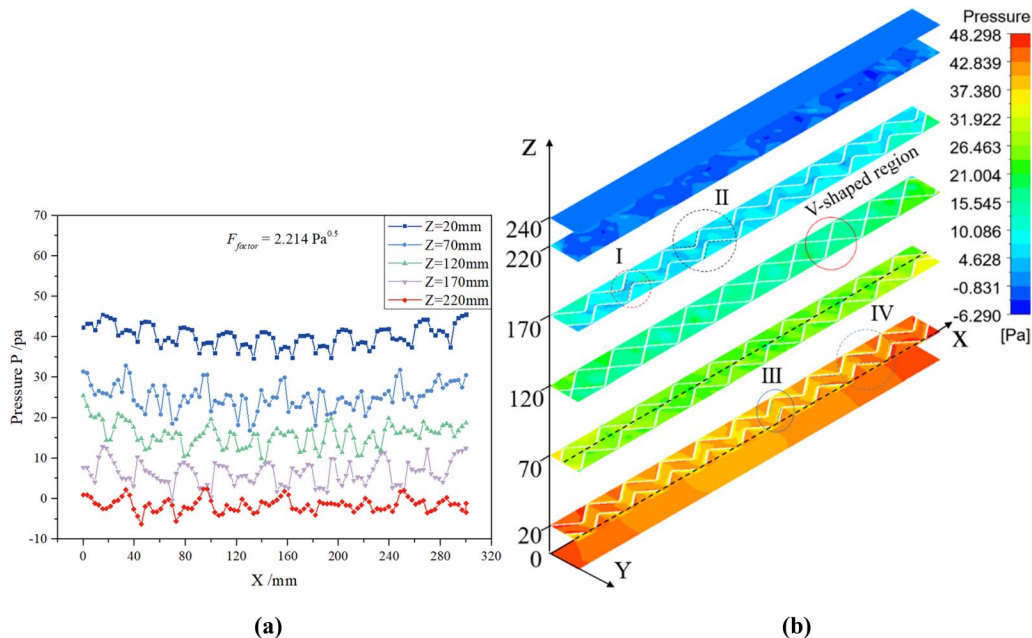 70
60
50
40
30
20
10
0
-10
Pressure P /pa
F_factor = 2.214 Pa^0.5
Z=20mm
Z=70mm
Z=120mm
Z=170mm
Z=220mm
0 40 80 120 160 200 240 280 320
X /mm
(a)
Z
240
220
170
120
70
20
0
Y
X
I
II
III
IV
V-shaped region
Pressure
48.298
42.839
37.380
31.922
26.463
21.004
15.545
10.086
4.628
-0.831
-6.290
[Pa]
(b)